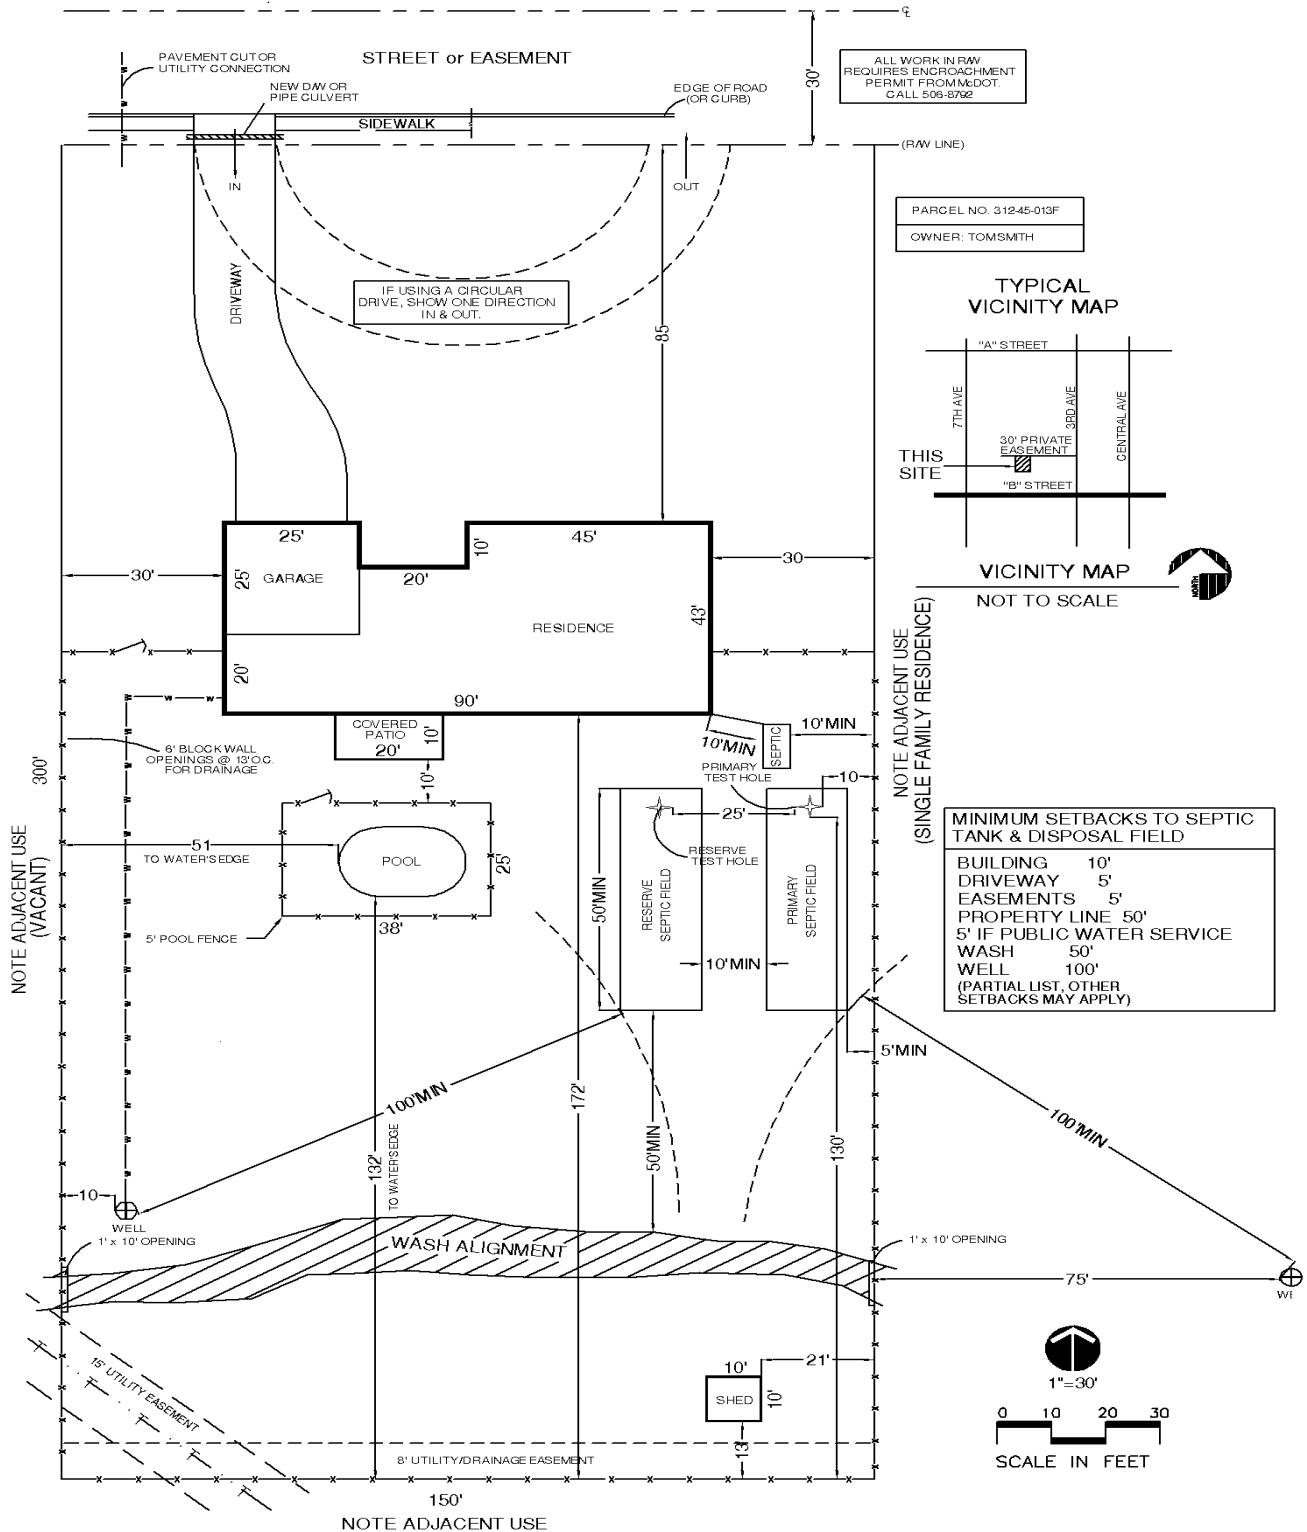 ℄
PAVEMENT CUT OR
UTILITY CONNECTION
STREET or EASEMENT
NEW D/W OR
PIPE CULVERT
EDGE OF ROAD
(OR CURB)
30'
ALL WORK IN R/W
REQUIRES ENCROACHMENT
PERMIT FROM McDOT.
CALL 506-8792
SIDEWALK
(R/W LINE)
IN
OUT
PARCEL NO. 312-45-013F
OWNER: TOM SMITH
DRIVEWAY
IF USING A CIRCULAR
DRIVE, SHOW ONE DIRECTION
IN & OUT.
85
TYPICAL
VICINITY MAP
"A" STREET
7TH AVE
3RD AVE
CENTRAL AVE
30' PRIVATE
EASEMENT
THIS
SITE
"B" STREET
VICINITY MAP
NOT TO SCALE
NORTH
25'
10'
45'
30'
25'
GARAGE
20'
30
RESIDENCE
43'
20'
90'
W
W
W
COVERED
PATIO
20'
10'
10'
6' BLOCK WALL
OPENINGS @ 13' O.C.
FOR DRAINAGE
300'
NOTE ADJACENT USE
(VACANT)
NOTE ADJACENT USE
(SINGLE FAMILY RESIDENCE)
10'MIN
SEPTIC
10'MIN
PRIMARY
TEST HOLE
10
25'
RESERVE
TEST HOLE
51
TO WATER'S EDGE
POOL
25'
38'
5' POOL FENCE
50'MIN
RESERVE
SEPTIC FIELD
PRIMARY
SEPTIC FIELD
10'MIN
MINIMUM SETBACKS TO SEPTIC
TANK & DISPOSAL FIELD
BUILDING 10'
DRIVEWAY 5'
EASEMENTS 5'
PROPERTY LINE 50'
5' IF PUBLIC WATER SERVICE
WASH 50'
WELL 100'
(PARTIAL LIST, OTHER
SETBACKS MAY APPLY)
5'MIN
100'MIN
172'
132'
TO WATER'S EDGE
50'MIN
130'
100'MIN
10
WELL
1' x 10' OPENING
WASH ALIGNMENT
1' x 10' OPENING
75'
15' UTILITY EASEMENT
T
T
T
T
T
10'
21'
SHED
10'
13'
8' UTILITY/DRAINAGE EASEMENT
1"=30'
0 10 20 30
SCALE IN FEET
150'
NOTE ADJACENT USE